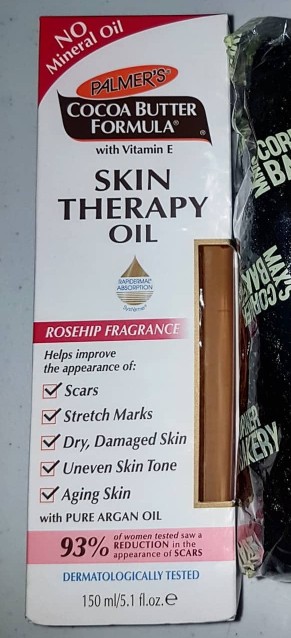 NO
Mineral Oil
PALMER'S®
COCOA BUTTER
FORMULA®
with Vitamin E
SKIN
THERAPY
OIL
RAPIDERMAL®
ABSORPTION
Système™
ROSEHIP FRAGRANCE
Helps improve
the appearance of:
Scars
Stretch Marks
Dry, Damaged Skin
Uneven Skin Tone
Aging Skin
with PURE ARGAN OIL
93% of women tested saw a
REDUCTION in the
appearance of SCARS
DERMATOLOGICALLY TESTED
150 ml/5.1 fl.oz.℮